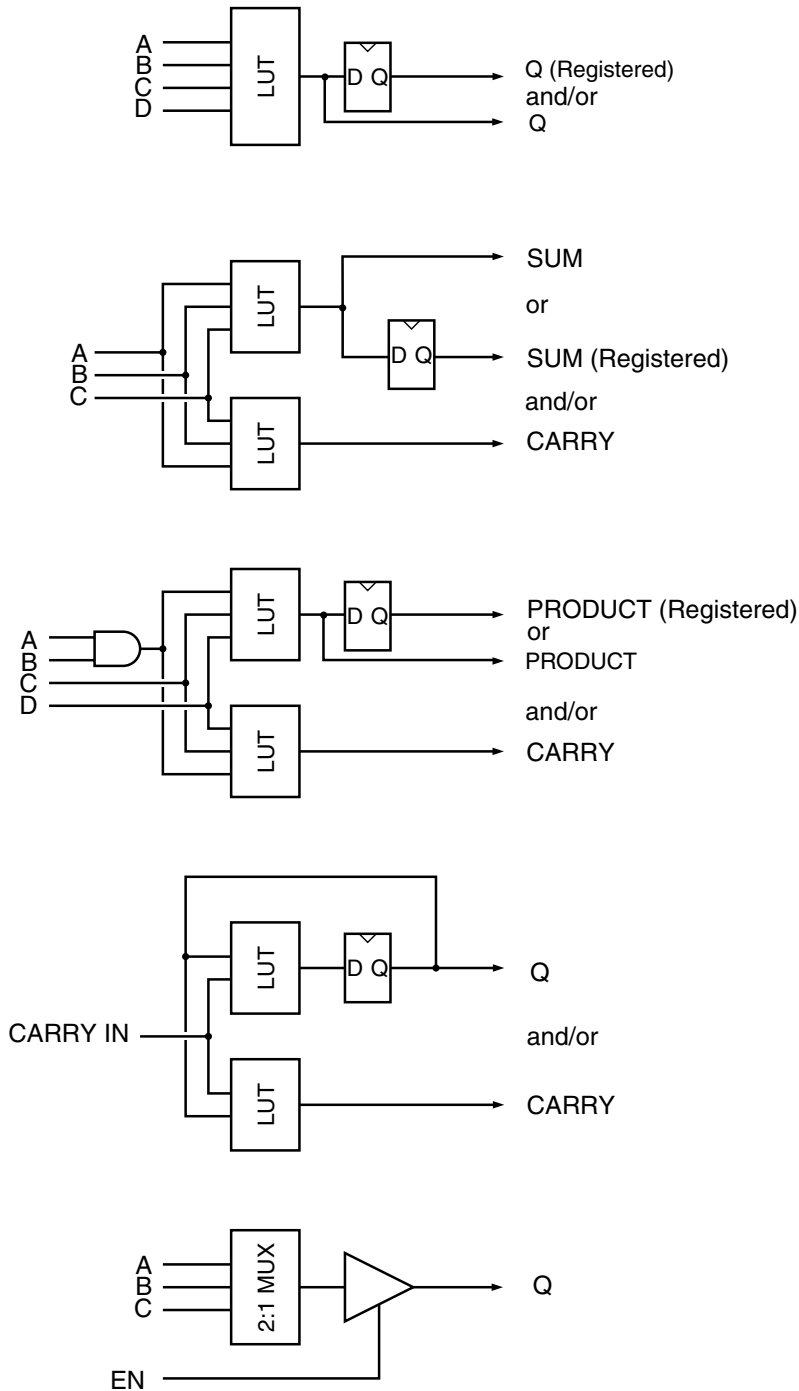 A
B
C
D
LUT
D Q
Q (Registered)
and/or
Q
A
B
C
LUT
LUT
D Q
SUM
or
SUM (Registered)
and/or
CARRY
A
B
C
D
LUT
LUT
D Q
PRODUCT (Registered)
or
PRODUCT
and/or
CARRY
CARRY IN
LUT
LUT
D Q
Q
and/or
CARRY
A
B
C
2:1 MUX
Q
EN